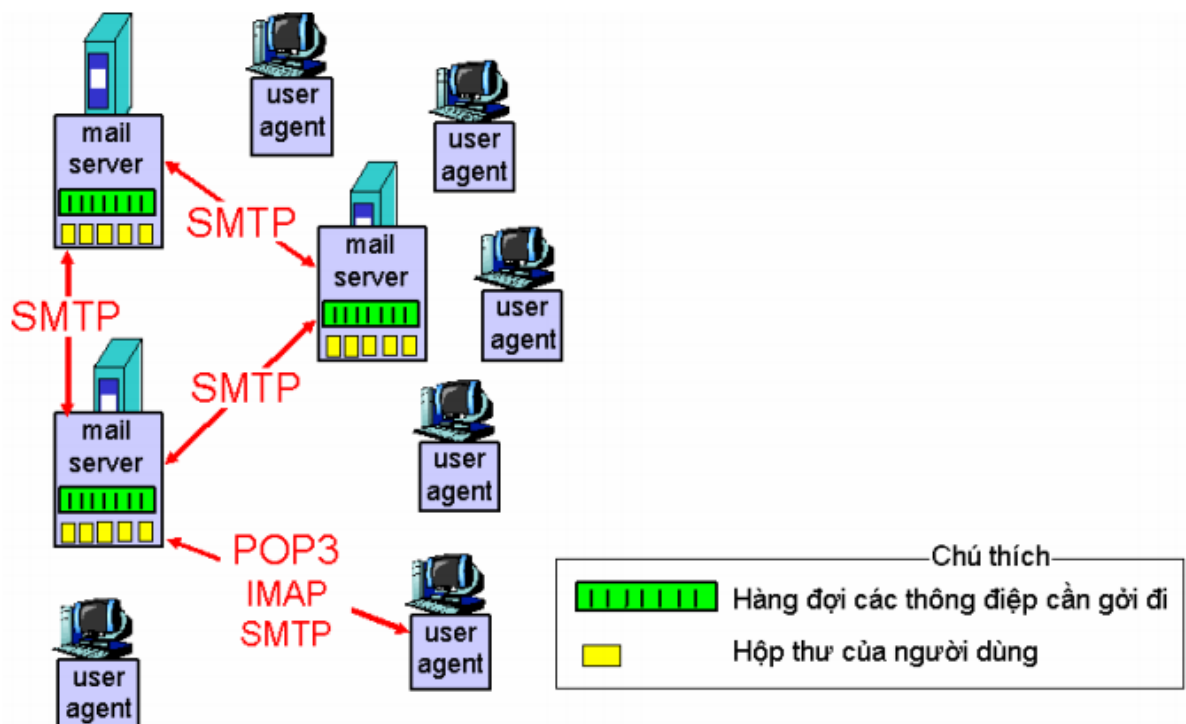 user
agent
user
agent
mail
server
SMTP
mail
server
user
agent
SMTP
SMTP
mail
server
user
agent
POP3
IMAP
SMTP
user
agent
user
agent
Chú thích
Hàng đợi các thông điệp cần gởi đi
Hộp thư của người dùng